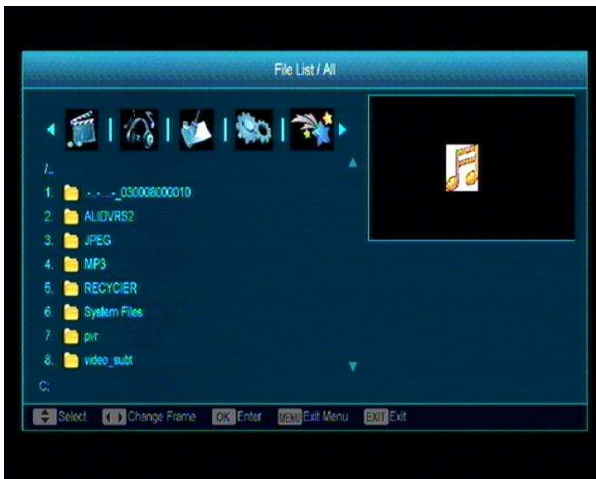 File List / All
/..
1. .-.-...-_030008000010
2. ALIDVRS2
3. JPEG
4. MP3
5. RECYCIER
6. System Files
7. pvr
8. video_subt
C:
Select Change Frame OK Enter MENU Exit Menu EXIT Exit